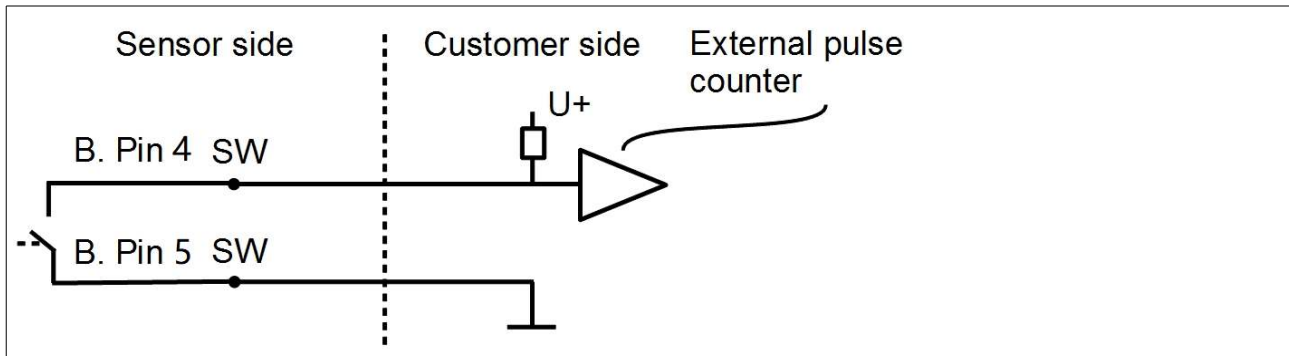 Sensor side
Customer side
External pulse
counter
U+
B. Pin 4 SW
B. Pin 5 SW